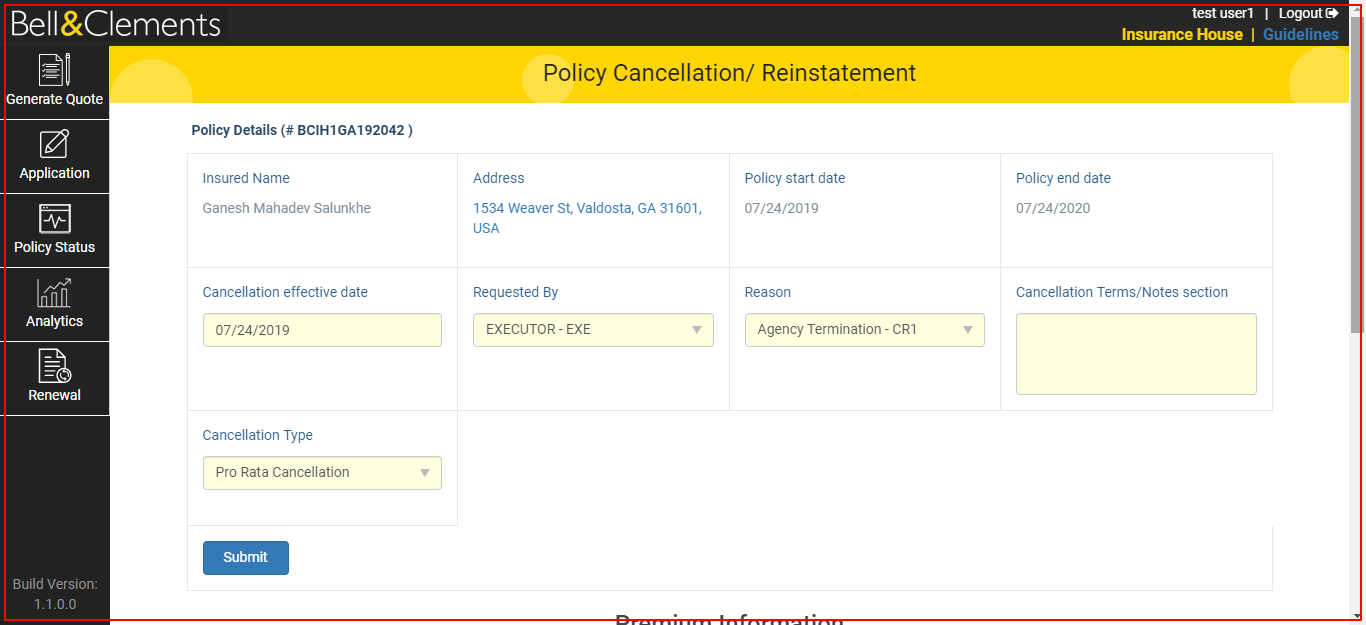 Bell&Clements
test user1 | Logout
Insurance House | Guidelines
Generate Quote
Application
Policy Status
Analytics
Renewal
Build Version:
1.1.0.0
Policy Cancellation/ Reinstatement
Policy Details (# BCIH1GA192042 )
Insured Name
Ganesh Mahadev Salunkhe
Address
1534 Weaver St, Valdosta, GA 31601,
USA
Policy start date
07/24/2019
Policy end date
07/24/2020
Cancellation effective date
07/24/2019
Requested By
EXECUTOR - EXE
Reason
Agency Termination - CR1
Cancellation Terms/Notes section
Cancellation Type
Pro Rata Cancellation
Submit
Premium Information